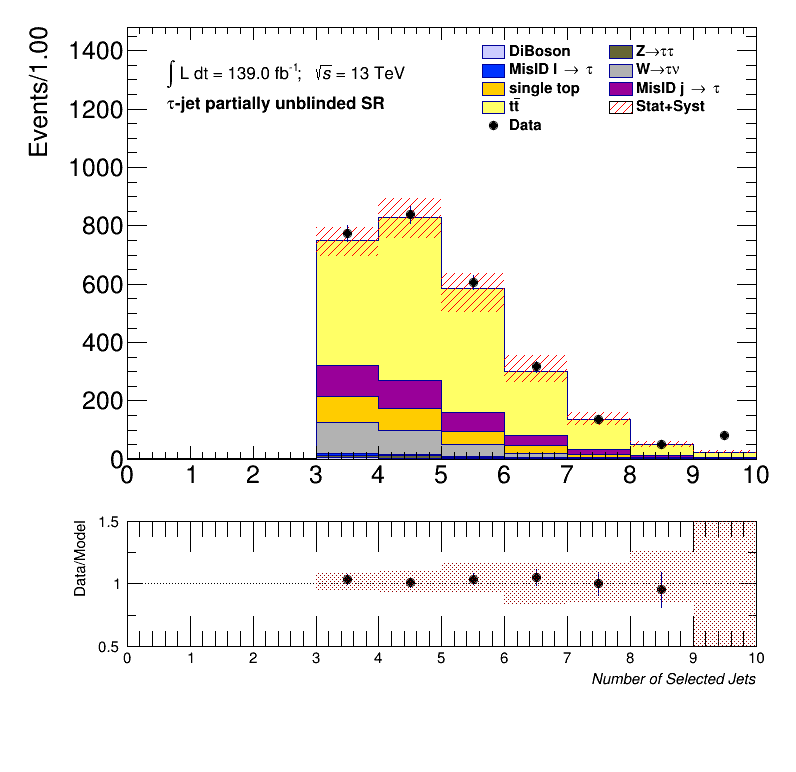 Events/1.00
1400
1200
1000
800
600
400
200
0
∫ L dt = 139.0 fb⁻¹; √s = 13 TeV
τ-jet partially unblinded SR
DiBoson
Z→ττ
MisID l → τ
W→τν
single top
MisID j → τ
tt̄
Stat+Syst
Data
0 1 2 3 4 5 6 7 8 9 10
Data/Model
1.5
1
0.5
0 1 2 3 4 5 6 7 8 9 10
Number of Selected Jets